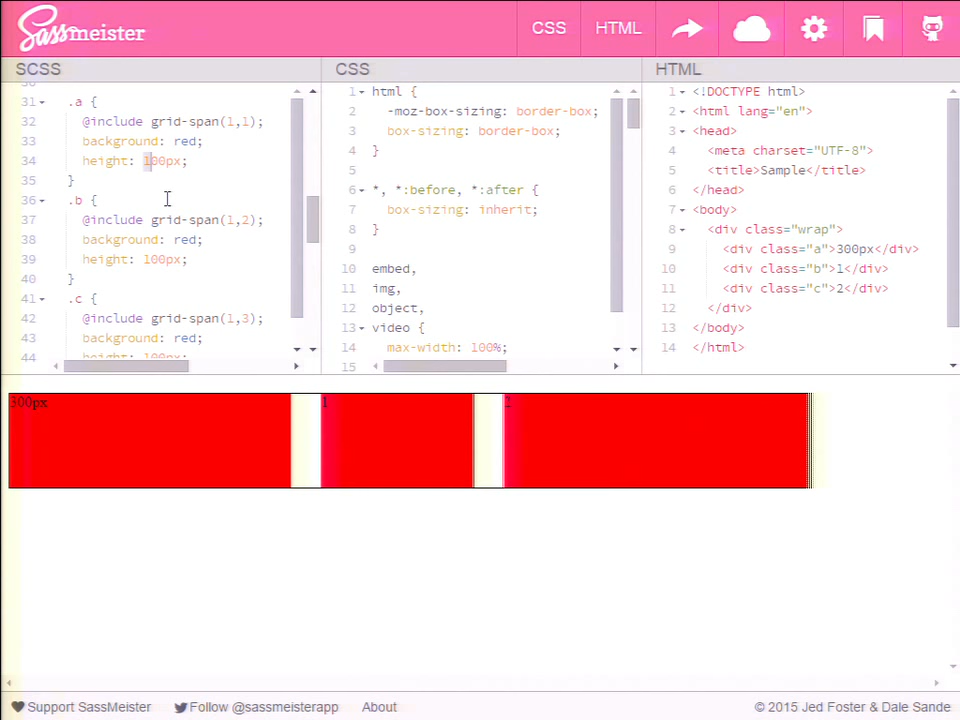 Sassmeister
CSS
HTML
SCSS
31 .a {
32 @include grid-span(1,1);
33 background: red;
34 height: 100px;
35 }
36 .b {
37 @include grid-span(1,2);
38 background: red;
39 height: 100px;
40 }
41 .c {
42 @include grid-span(1,3);
43 background: red;
44 height: 100px;
CSS
1 html {
2 -moz-box-sizing: border-box;
3 box-sizing: border-box;
4 }
5
6 *, *:before, *:after {
7 box-sizing: inherit;
8 }
9
10 embed,
11 img,
12 object,
13 video {
14 max-width: 100%;
15
HTML
1 <!DOCTYPE html>
2 <html lang="en">
3 <head>
4 <meta charset="UTF-8">
5 <title>Sample</title>
6 </head>
7 <body>
8 <div class="wrap">
9 <div class="a">300px</div>
10 <div class="b">1</div>
11 <div class="c">2</div>
12 </div>
13 </body>
14 </html>
300px
1
2
Support SassMeister
Follow @sassmeisterapp
About
© 2015 Jed Foster & Dale Sande